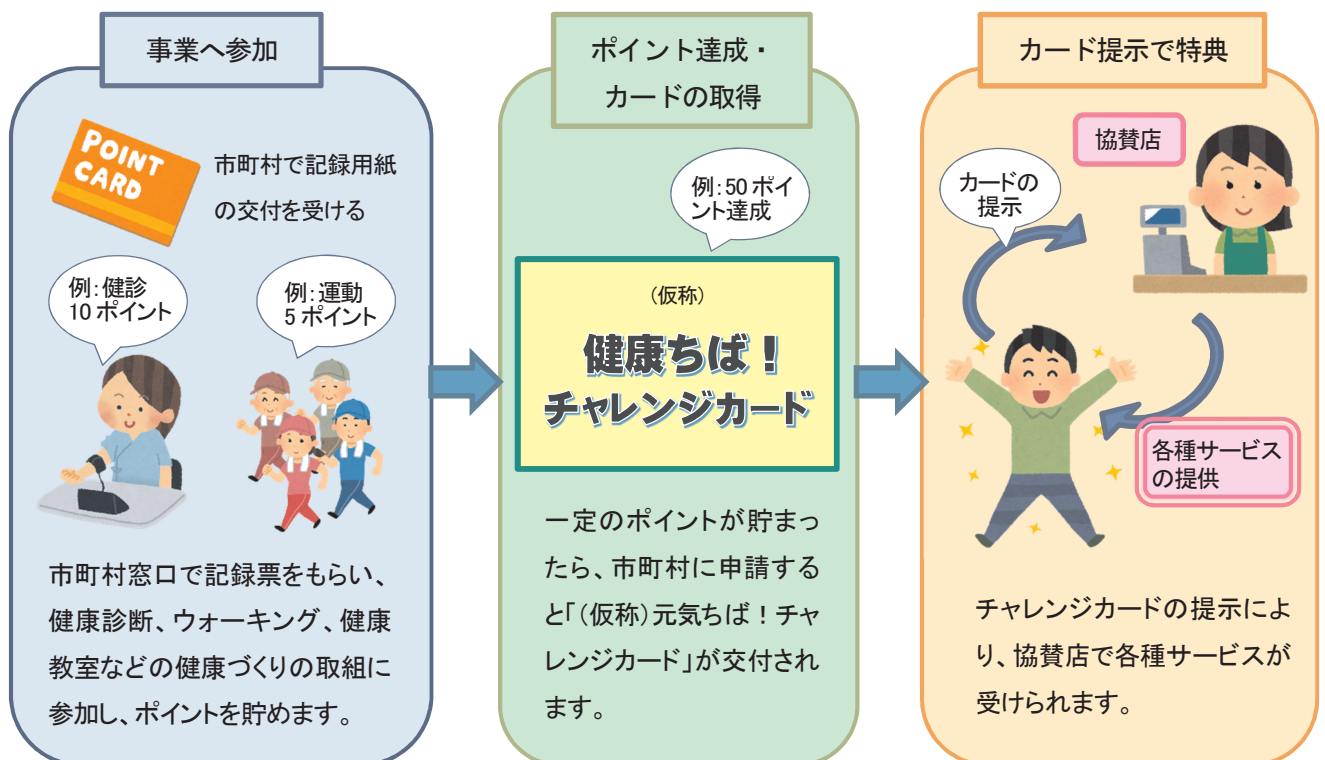 事業へ参加
POINT
CARD
市町村で記録用紙
の交付を受ける
例：健診
10 ポイント
例：運動
5 ポイント
市町村窓口で記録票をもらい、
健康診断、ウォーキング、健康
教室などの健康づくりの取組に
参加し、ポイントを貯めます。
ポイント達成・
カードの取得
例：50 ポイ
ント達成
（仮称）
健康ちば！
チャレンジカード
一定のポイントが貯まっ
たら、市町村に申請する
と「（仮称）元気ちば！チャ
レンジカード」が交付され
ます。
カード提示で特典
協賛店
カードの
提示
各種サービス
の提供
チャレンジカードの提示によ
り、協賛店で各種サービスが
受けられます。